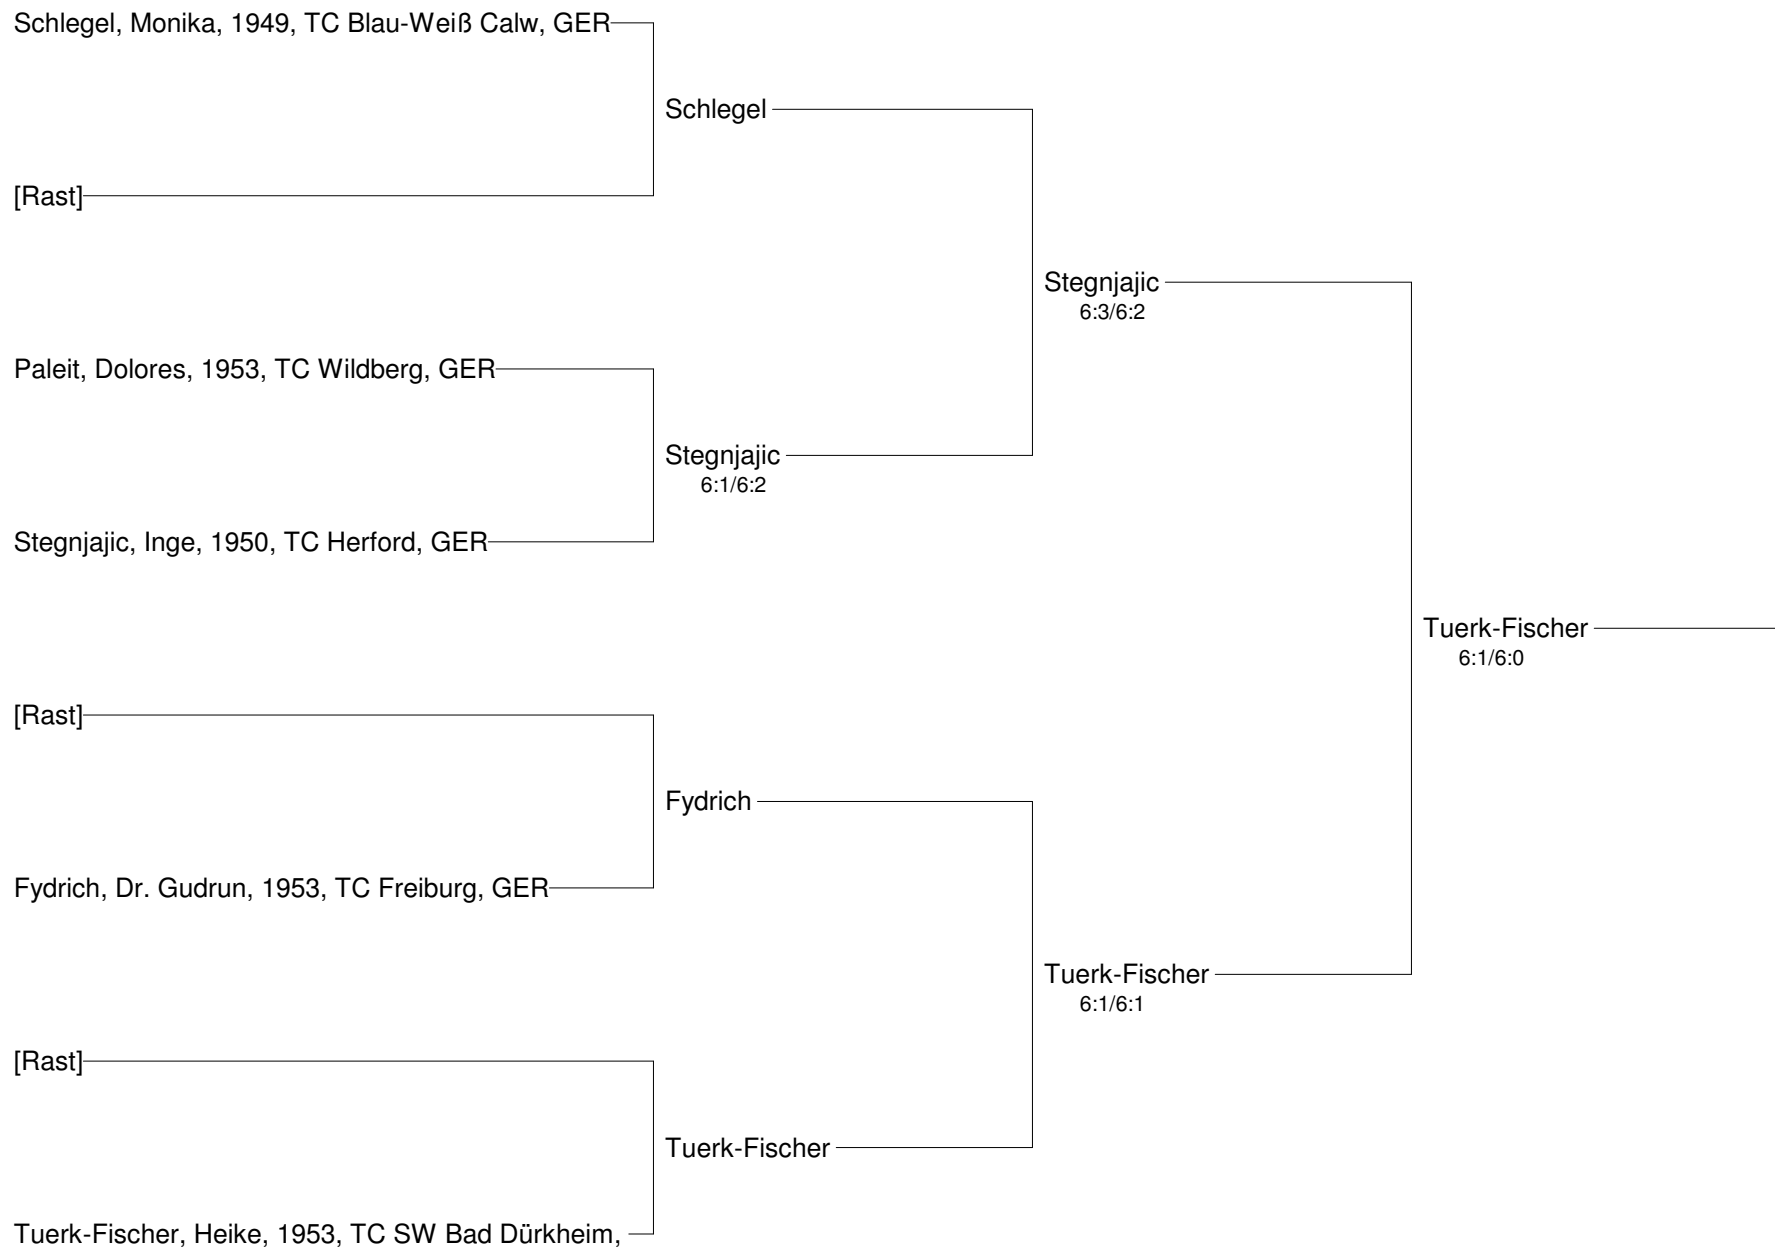 Schlegel, Monika, 1949, TC Blau-Weiß Calw, GER
Schlegel
[Rast]
Stegnjajic
6:3/6:2
Paleit, Dolores, 1953, TC Wildberg, GER
Stegnjajic
6:1/6:2
Stegnjajic, Inge, 1950, TC Herford, GER
Tuerk-Fischer
6:1/6:0
[Rast]
Fydrich
Fydrich, Dr. Gudrun, 1953, TC Freiburg, GER
Tuerk-Fischer
6:1/6:1
[Rast]
Tuerk-Fischer
Tuerk-Fischer, Heike, 1953, TC SW Bad Dürkheim,